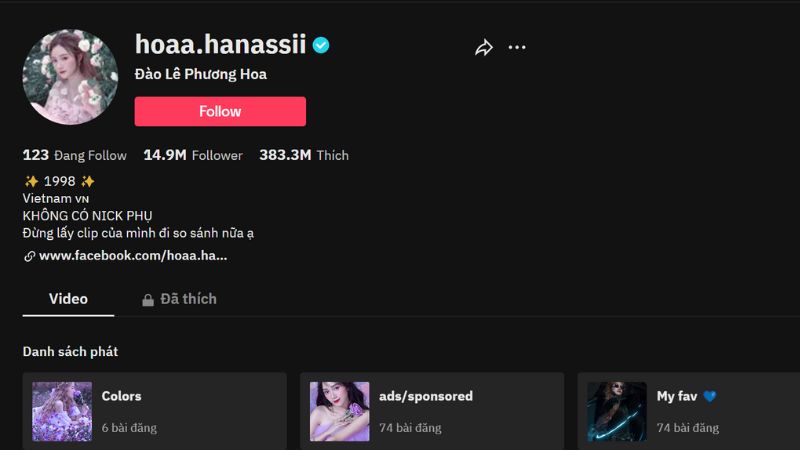 hoaa.hanassii
Đào Lê Phương Hoa
Follow
123 Đang Follow 14.9M Follower 383.3M Thích
✨ 1998 ✨
Vietnam ᴠɴ
KHÔNG CÓ NICK PHỤ
Đừng lấy clip của mình đi so sánh nữa ạ
www.facebook.com/hoaa.ha...
Video Đã thích
Danh sách phát
Colors ads/sponsored My fav 💙
6 bài đăng 74 bài đăng 74 bài đăng